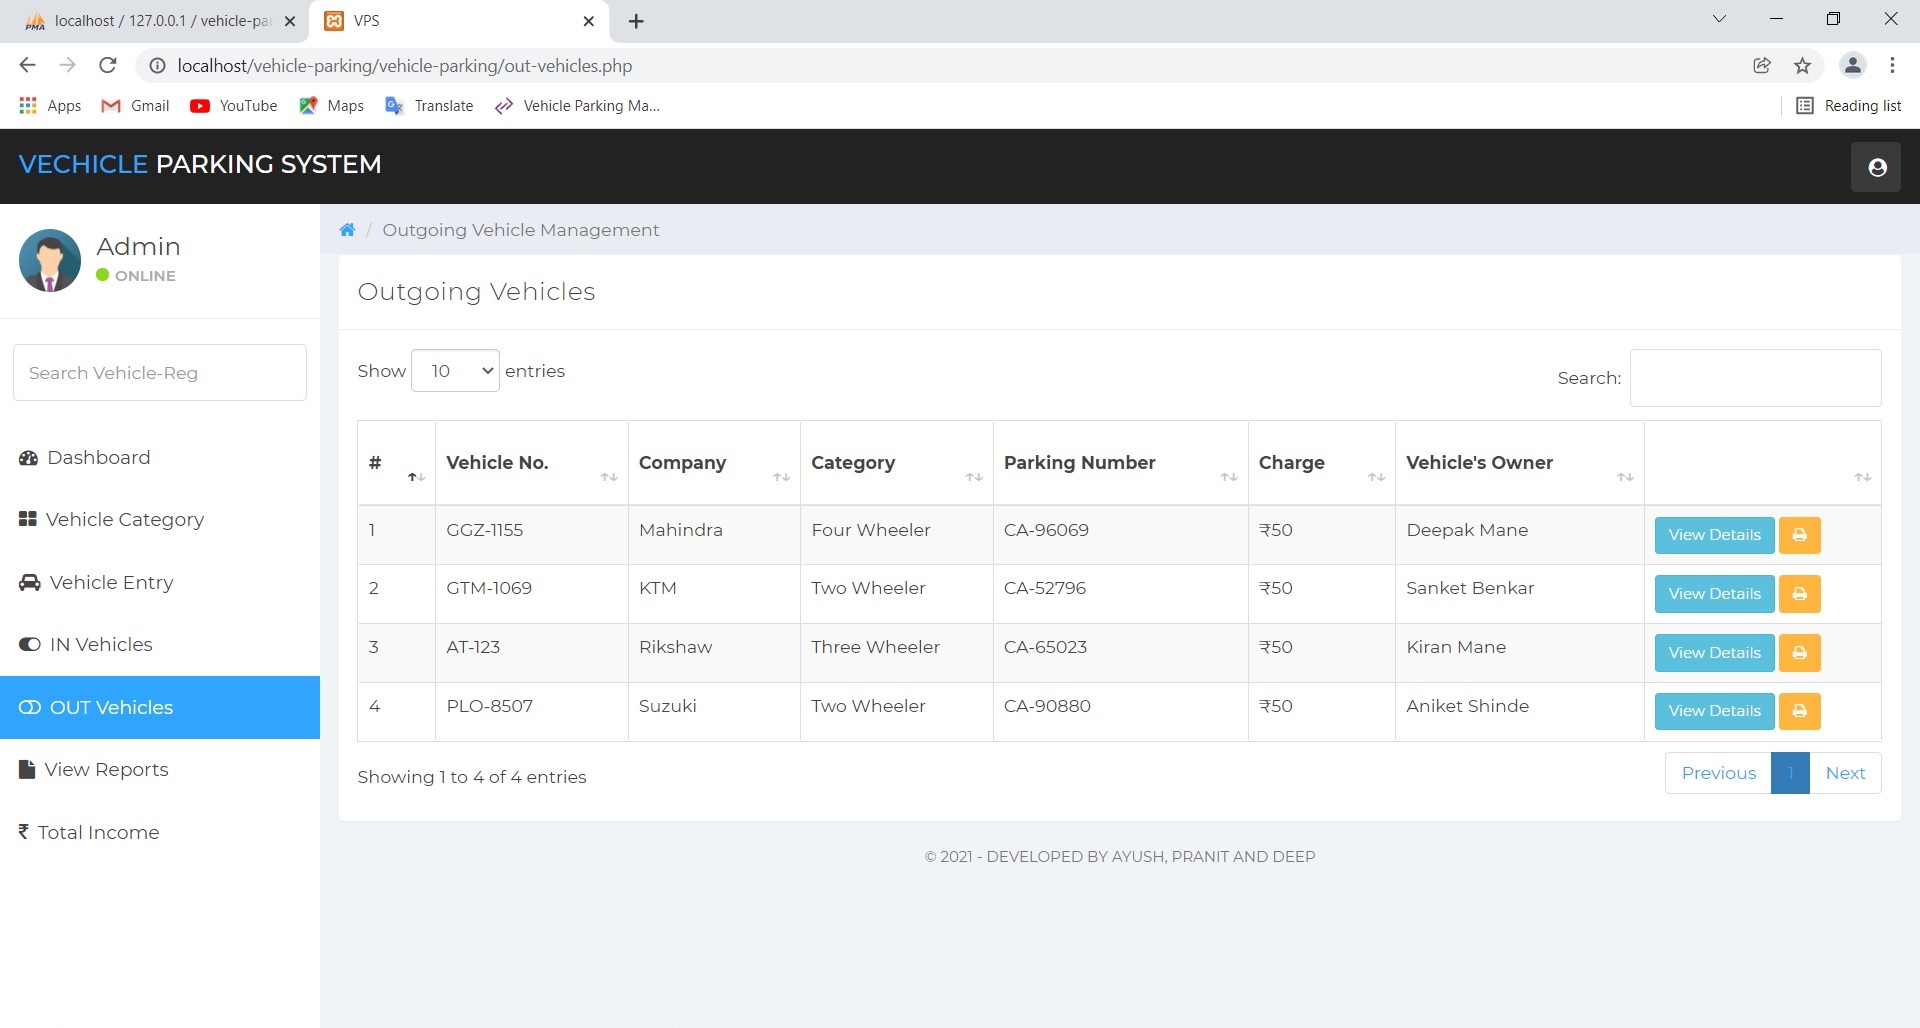 localhost / 127.0.0.1 / vehicle-par
VPS
localhost/vehicle-parking/vehicle-parking/out-vehicles.php
Apps Gmail YouTube Maps Translate Vehicle Parking Ma... Reading list
VECHICLE PARKING SYSTEM
Admin
ONLINE
Search Vehicle-Reg
Dashboard
Vehicle Category
Vehicle Entry
IN Vehicles
OUT Vehicles
View Reports
₹ Total Income
/ Outgoing Vehicle Management
Outgoing Vehicles
Show 10 entries
Search:
# Vehicle No. Company Category Parking Number Charge Vehicle's Owner
1 GGZ-1155 Mahindra Four Wheeler CA-96069 ₹50 Deepak Mane View Details
2 GTM-1069 KTM Two Wheeler CA-52796 ₹50 Sanket Benkar View Details
3 AT-123 Rikshaw Three Wheeler CA-65023 ₹50 Kiran Mane View Details
4 PLO-8507 Suzuki Two Wheeler CA-90880 ₹50 Aniket Shinde View Details
Showing 1 to 4 of 4 entries
Previous 1 Next
© 2021 - DEVELOPED BY AYUSH, PRANIT AND DEEP